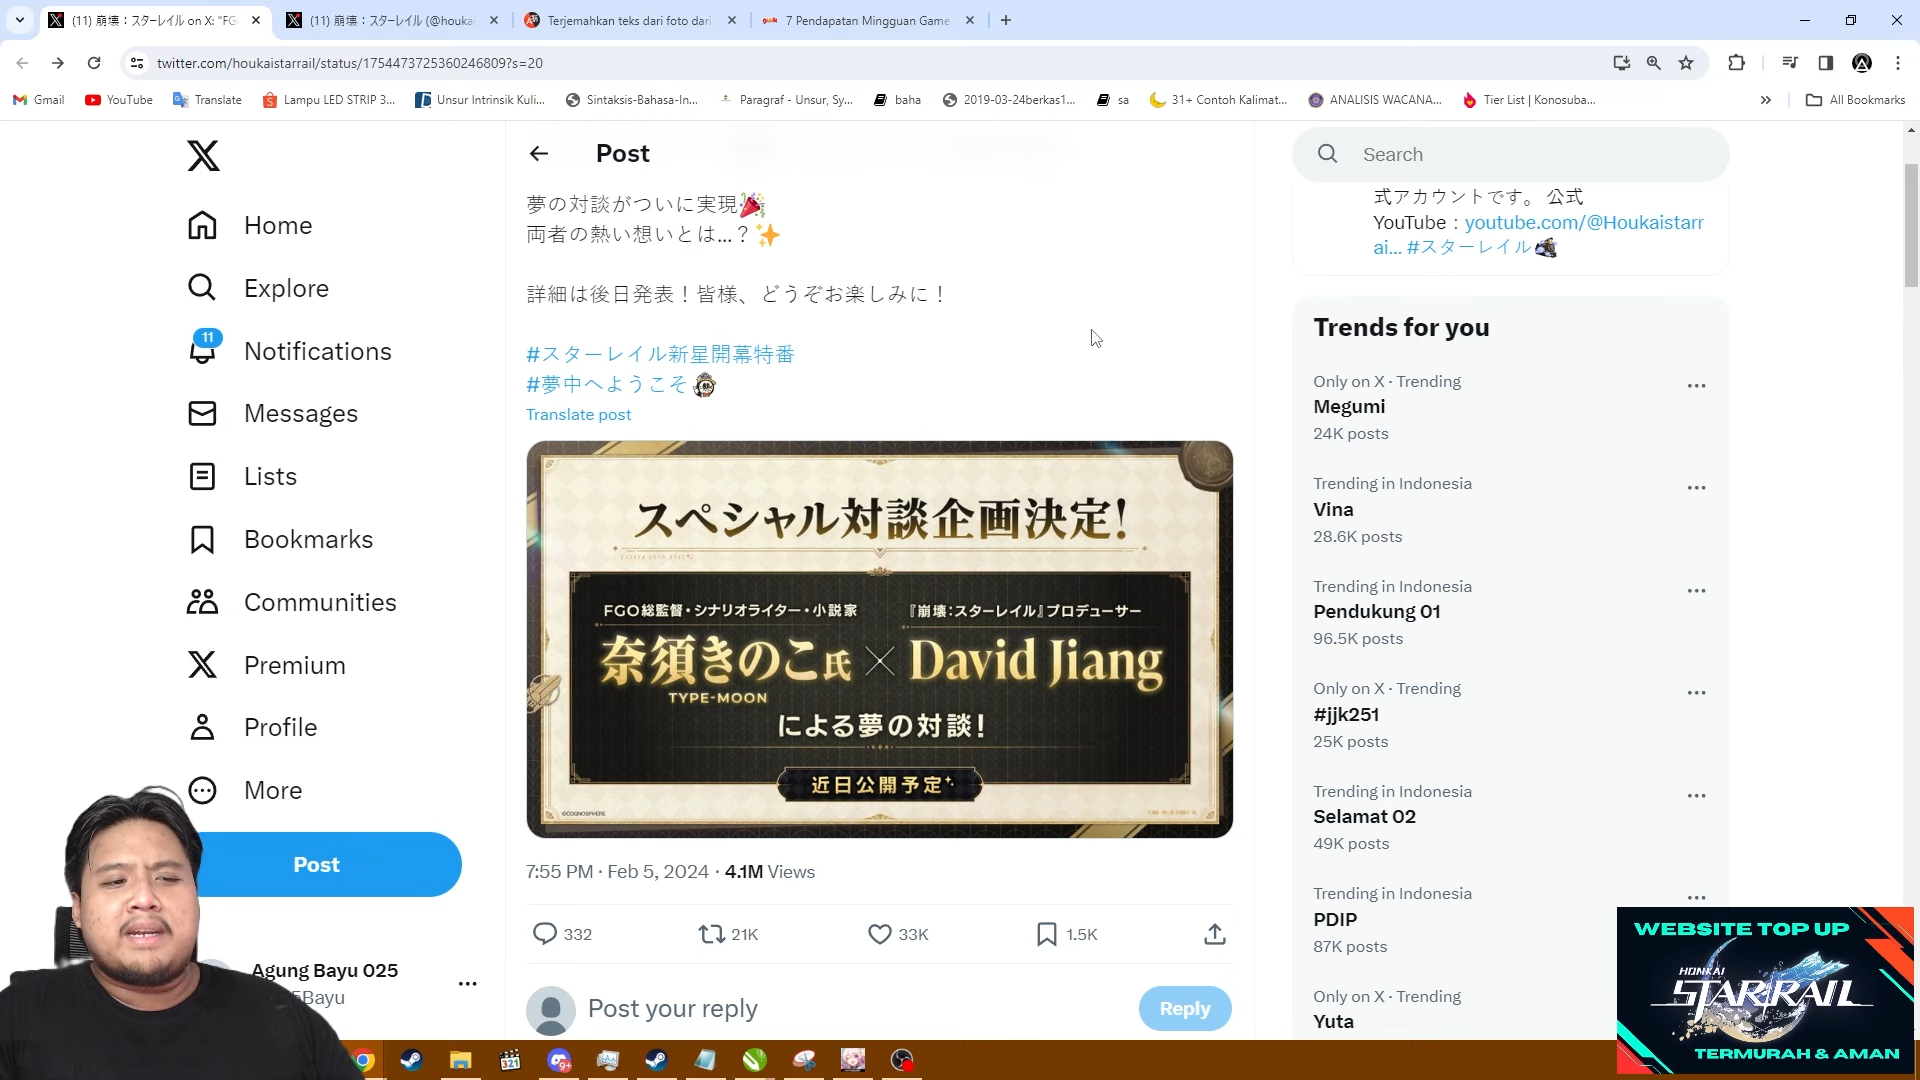 (11) 崩壊：スターレイル on X: "FG
(11) 崩壊：スターレイル (@houkai
Terjemahkan teks dari foto dari
7 Pendapatan Mingguan Game
twitter.com/houkaistarrail/status/1754473725360246809?s=20
Gmail
YouTube
Translate
Lampu LED STRIP 3...
Unsur Intrinsik Kuli...
Sintaksis-Bahasa-In...
Paragraf - Unsur, Sy...
baha
2019-03-24berkas1...
sa
31+ Contoh Kalimat...
ANALISIS WACANA...
Tier List | Konosuba...
All Bookmarks
Home
Explore
11
Notifications
Messages
Lists
Bookmarks
Communities
Premium
Profile
More
Post
Agung Bayu 025
5Bayu
Post
夢の対談がついに実現🎉
両者の熱い想いとは...？✨
詳細は後日発表！皆様、どうぞお楽しみに！
#スターレイル新星開幕特番
#夢中へようこそ
Translate post
スペシャル対談企画決定!
FGO総監督・シナリオライター・小説家
『崩壊:スターレイル』プロデューサー
奈須きのこ氏 × David Jiang
TYPE-MOON
による夢の対談!
近日公開予定
©COGNOSPHERE
7:55 PM · Feb 5, 2024 · 4.1M Views
332
21K
33K
1.5K
Post your reply
Reply
Search
式アカウントです。 公式
YouTube：youtube.com/@Houkaistarr
ai... #スターレイル
Trends for you
Only on X · Trending
Megumi
24K posts
Trending in Indonesia
Vina
28.6K posts
Trending in Indonesia
Pendukung 01
96.5K posts
Only on X · Trending
#jjk251
25K posts
Trending in Indonesia
Selamat 02
49K posts
Trending in Indonesia
PDIP
87K posts
Only on X · Trending
Yuta
WEBSITE TOP UP
HONKAI
STAR RAIL
TERMURAH & AMAN
321
9+